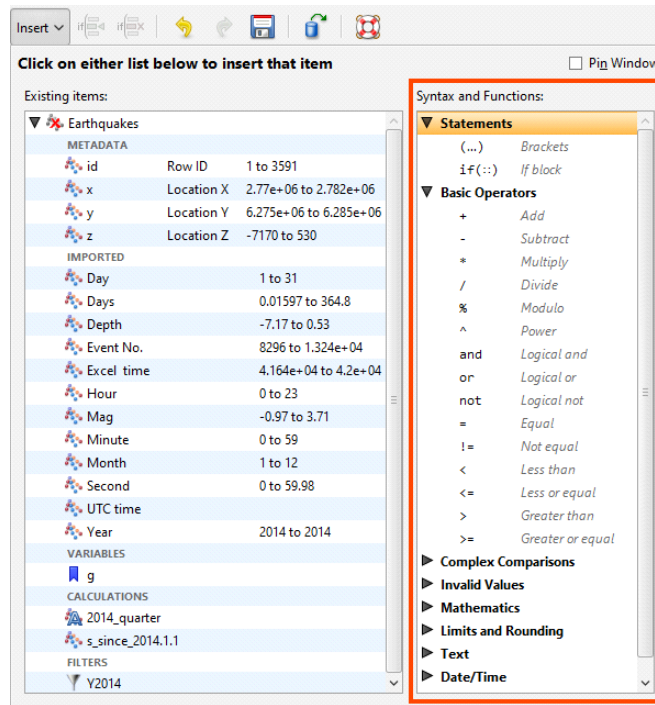 Insert
if if
Click on either list below to insert that item
Pin Window
Existing items:
Earthquakes
METADATA
id Row ID 1 to 3591
x Location X 2.77e+06 to 2.782e+06
y Location Y 6.275e+06 to 6.285e+06
z Location Z -7170 to 530
IMPORTED
Day 1 to 31
Days 0.01597 to 364.8
Depth -7.17 to 0.53
Event No. 8296 to 1.324e+04
Excel time 4.164e+04 to 4.2e+04
Hour 0 to 23
Mag -0.97 to 3.71
Minute 0 to 59
Month 1 to 12
Second 0 to 59.98
UTC time
Year 2014 to 2014
VARIABLES
g
CALCULATIONS
2014_quarter
s_since_2014.1.1
FILTERS
Y2014
Syntax and Functions:
Statements
(...) Brackets
if(::) If block
Basic Operators
+ Add
- Subtract
* Multiply
/ Divide
% Modulo
^ Power
and Logical and
or Logical or
not Logical not
= Equal
!= Not equal
< Less than
<= Less or equal
> Greater than
>= Greater or equal
Complex Comparisons
Invalid Values
Mathematics
Limits and Rounding
Text
Date/Time